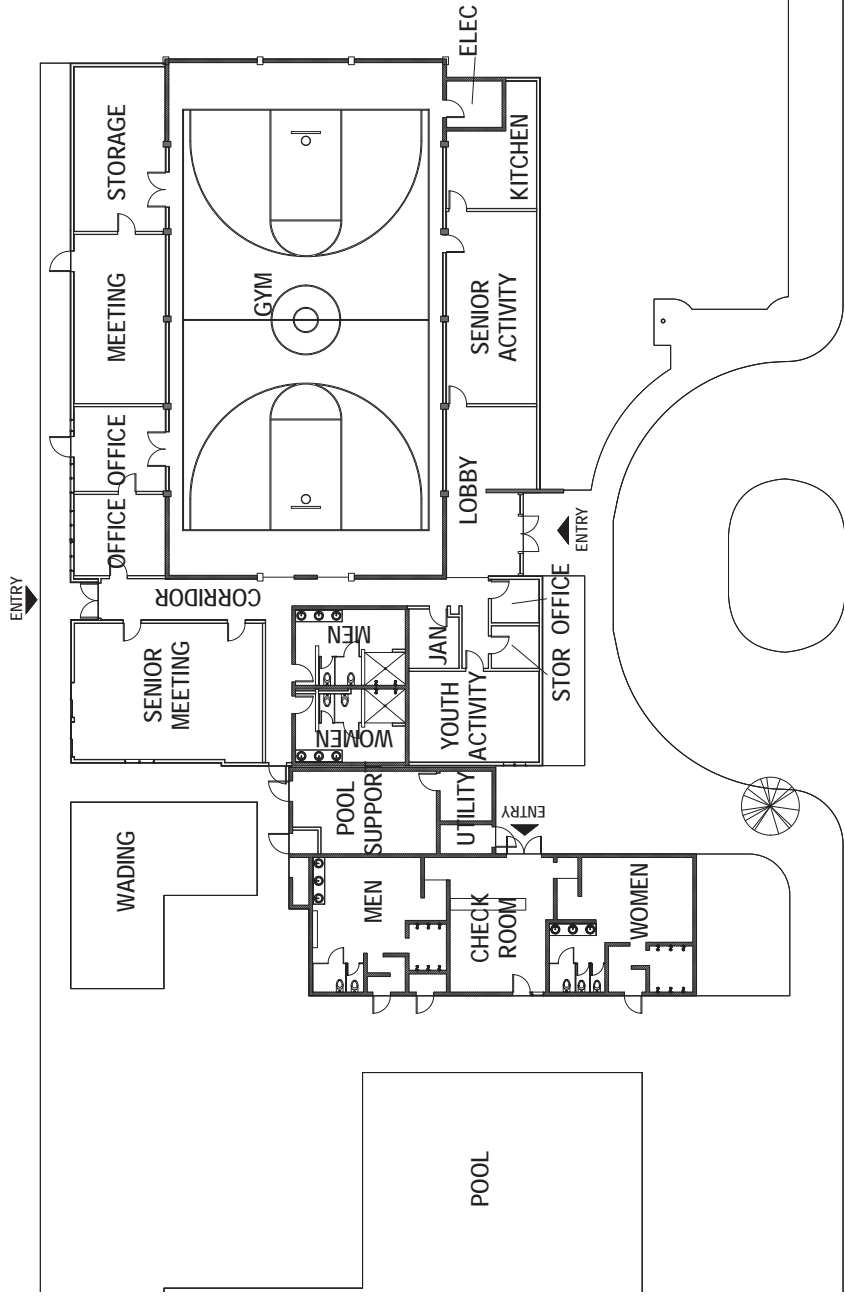 ENTRY
STORAGE
MEETING
OFFICE
OFFICE
CORRIDOR
SENIOR
MEETING
WADING
GYM
MEN
WOMEN
POOL
SUPPORT
MEN
ELEC
KITCHEN
SENIOR
ACTIVITY
LOBBY
ENTRY
OFFICE
STOR
JAN
YOUTH
ACTIVITY
UTILITY
ENTRY
CHECK
ROOM
WOMEN
POOL